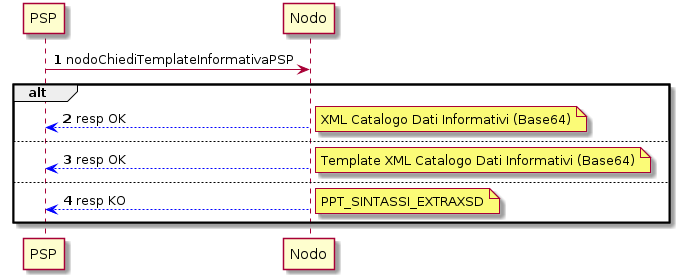 PSP Nodo
1 nodoChiediTemplateInformativaPSP
alt
2 resp OK XML Catalogo Dati Informativi (Base64)
3 resp OK Template XML Catalogo Dati Informativi (Base64)
4 resp KO PPT_SINTASSI_EXTRAXSD
PSP Nodo